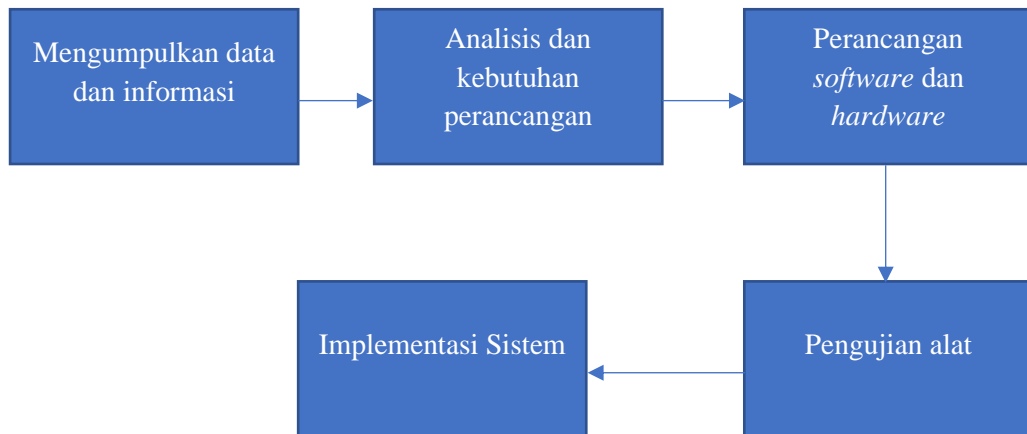 Mengumpulkan data
dan informasi
Analisis dan
kebutuhan
perancangan
Perancangan
software dan
hardware
Pengujian alat
Implementasi Sistem